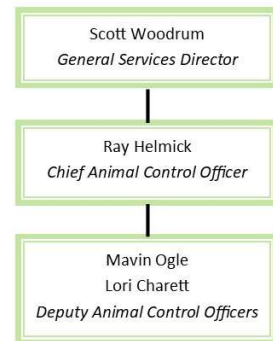 Scott Woodrum
General Services Director
Ray Helmick
Chief Animal Control Officer
Mavin Ogle
Lori Charett
Deputy Animal Control Officers